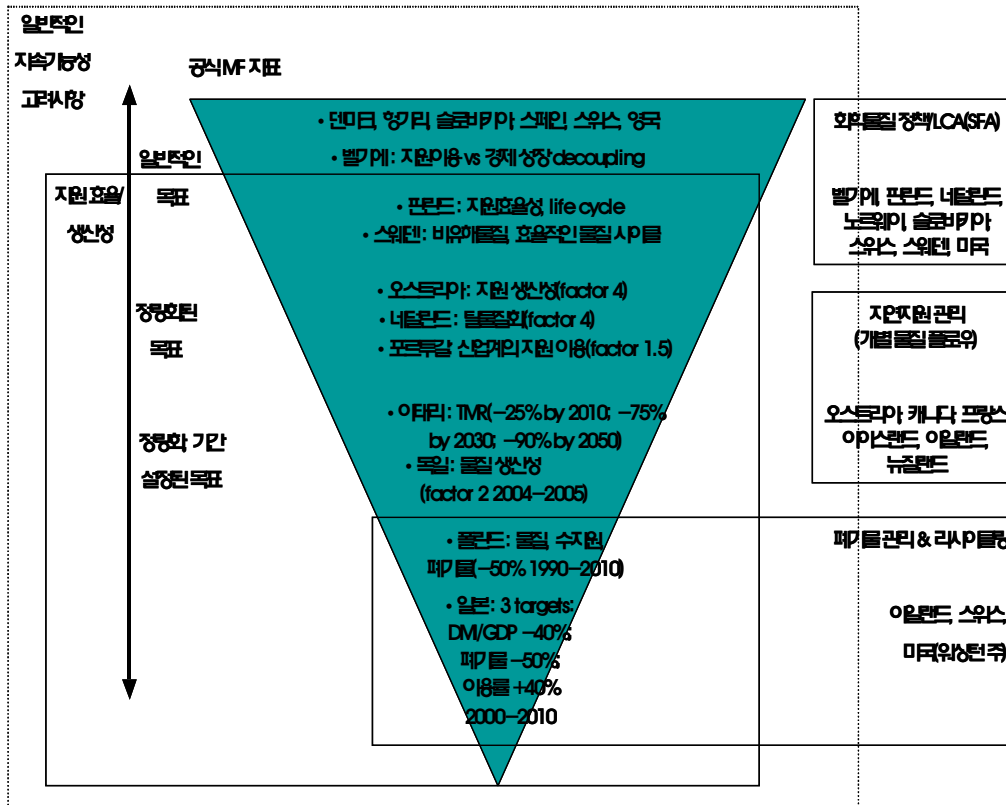 일반적인
지속가능성
고려사항
공식 MF 지표
• 덴마크, 헝가리, 슬로바키아, 스페인, 스위스, 영국
• 벨기에 : 자원이용 vs 경제 성장 decoupling
일반적인
목표
자원 효율/
생산성
• 핀란드 : 자원효율성, life cycle
• 스웨덴 : 비유해물질, 효율적인 물질 사이클
• 오스트리아 : 자원 생산성(factor 4)
• 네덜란드 : 탈물질화(factor 4)
• 포르투갈, 산업계의 자원 이용(factor 1.5)
정량화된
목표
• 이태리 : TMR(−25% by 2010; −75%
by 2030; −90% by 2050)
• 독일 : 물질 생산성
(factor 2 2004−2005)
정량화, 기간
설정된 목표
• 폴란드 : 물질, 수자원,
폐기물(−50% 1990−2010)
• 일본 : 3 targets:
DM/GDP −40%;
폐기물 −50%;
이용률 +40%
2000−2010
화학물질 정책/LCA(SFA)
벨기에, 핀란드, 네덜란드,
노르웨이, 슬로바키아,
스위스, 스웨덴, 미국
자연자원 관리
(개별 물질 플로우)
오스트리아, 캐나다, 프랑스,
아이슬란드, 아일랜드,
뉴질랜드
폐기물 관리 & 리사이클링
아일랜드, 스위스,
미국(워싱턴 주)